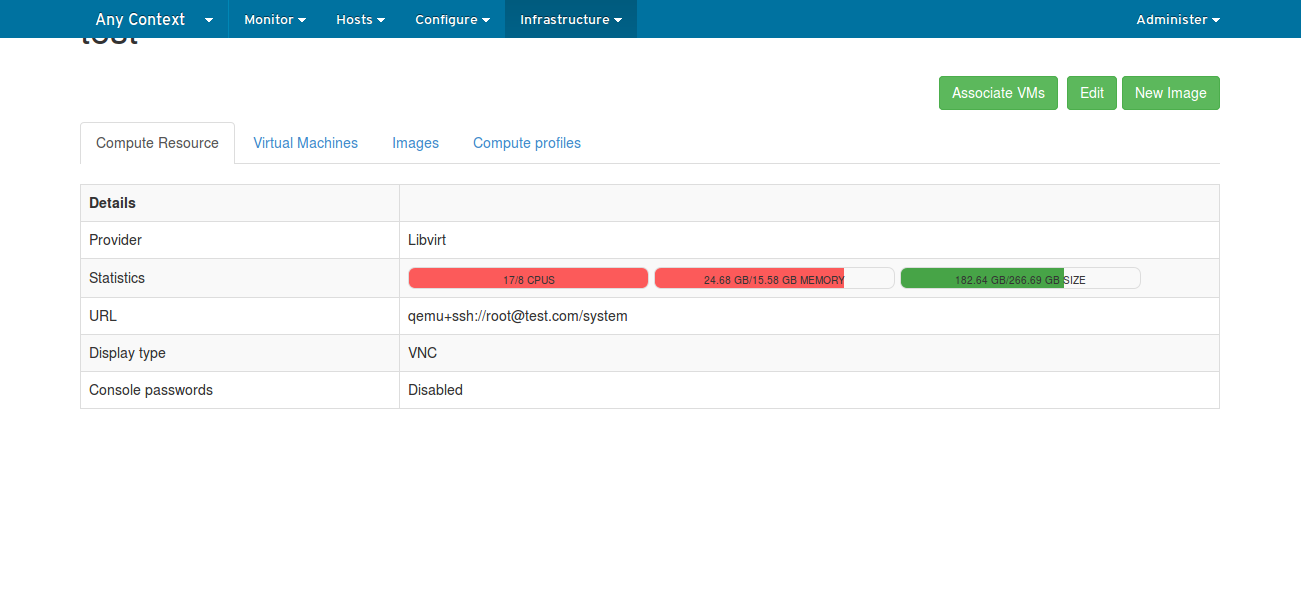 Any Context Monitor Hosts Configure Infrastructure Administer
test
Associate VMs Edit New Image
Compute Resource Virtual Machines Images Compute profiles
Details
Provider Libvirt
Statistics 17/8 CPUS 24.68 GB/15.58 GB MEMORY 182.64 GB/266.69 GB SIZE
URL qemu+ssh://root@test.com/system
Display type VNC
Console passwords Disabled